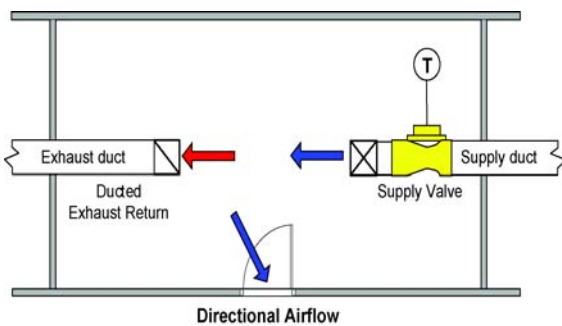 T
Exhaust duct
Supply duct
Ducted
Exhaust Return
Supply Valve
Directional Airflow